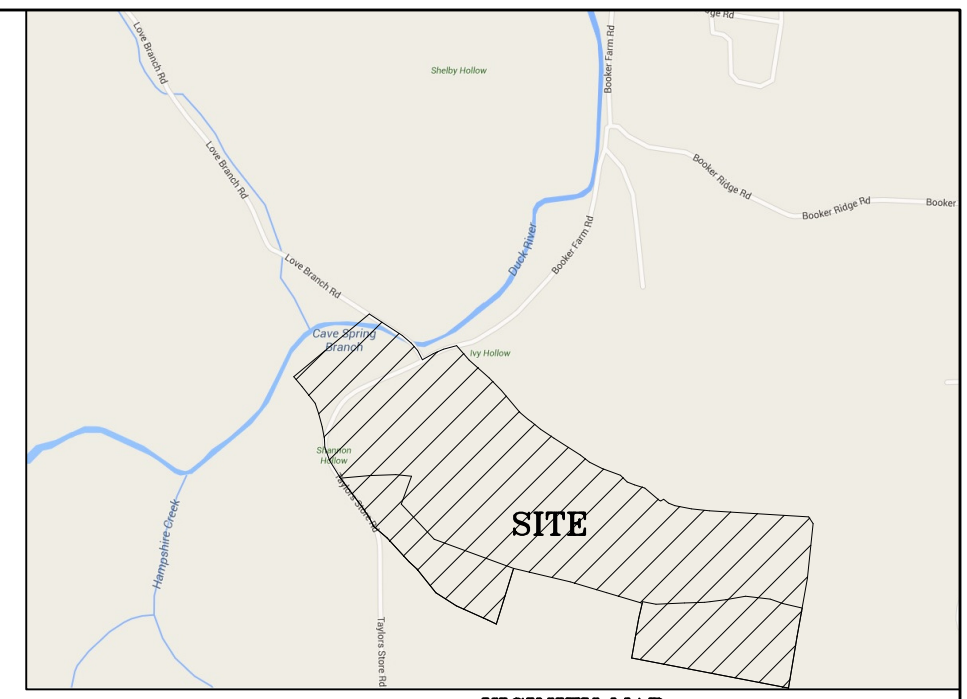 ge Rd
Love Branch Rd
Booker Farm Rd
Shelby Hollow
Love Branch Rd
Booker Ridge Rd
Booker Ridge Rd
Booker
Duck River
Booker Farm Rd
Love Branch Rd
Cave Spring
Branch
Ivy Hollow
Shannon
Hollow
Taylors Store Rd
SITE
Hampshire Creek
Taylors Store Rd